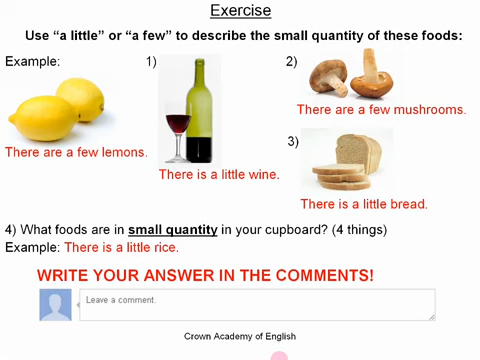 Exercise
Use “a little” or “a few” to describe the small quantity of these foods:
Example:
There are a few lemons.
1)
There is a little wine.
2)
There are a few mushrooms.
3)
There is a little bread.
4) What foods are in small quantity in your cupboard? (4 things)
Example: There is a little rice.
WRITE YOUR ANSWER IN THE COMMENTS!
Leave a comment.
Crown Academy of English